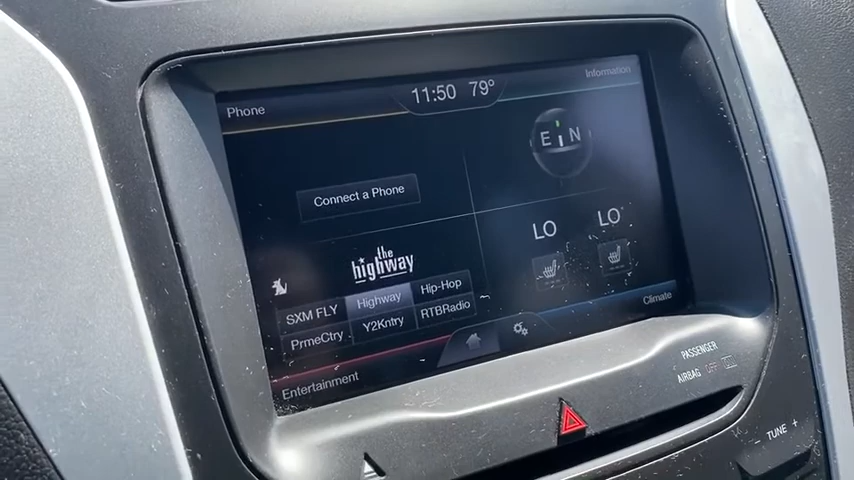 Phone
11:50 79°
Information
E N
Connect a Phone
LO LO
the highway
SXM FLY Highway Hip-Hop
PrmeCtry Y2Kntry RTBRadio
Entertainment
Climate
PASSENGER
AIRBAG OFF
TUNE +